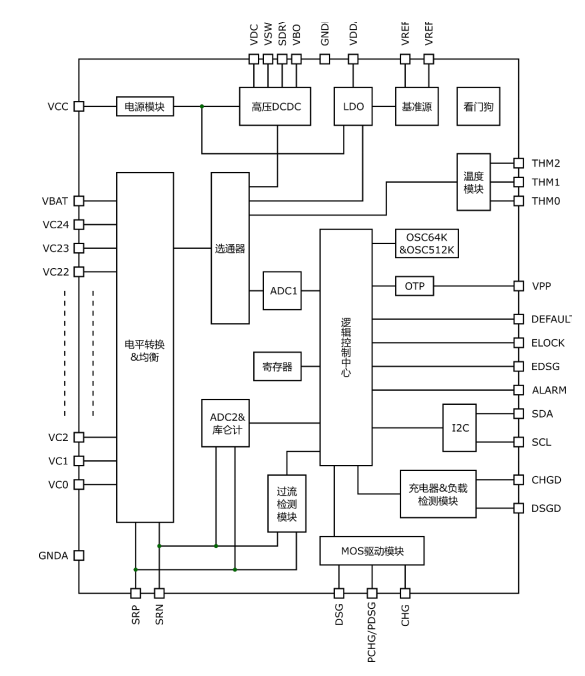 VDC
VSW
SDRV
VBO
GND
VDD
VREF
VREF
VCC
电源模块
高压DCDC
LDO
基准源
看门狗
THM2
THM1
THM0
温度
模块
VBAT
VC24
VC23
VC22
选通器
OSC64K
&OSC512K
ADC1
OTP
VPP
DEFAULT
ELOCK
EDSG
ALARM
电平转换
&均衡
逻辑控制中心
寄存器
ADC2&
库仑计
I2C
SDA
SCL
VC2
VC1
VC0
过流
检测
模块
充电器&负载
检测模块
CHGD
DSGD
GNDA
MOS驱动模块
SRP
SRN
DSG
PCHG/PDSG
CHG